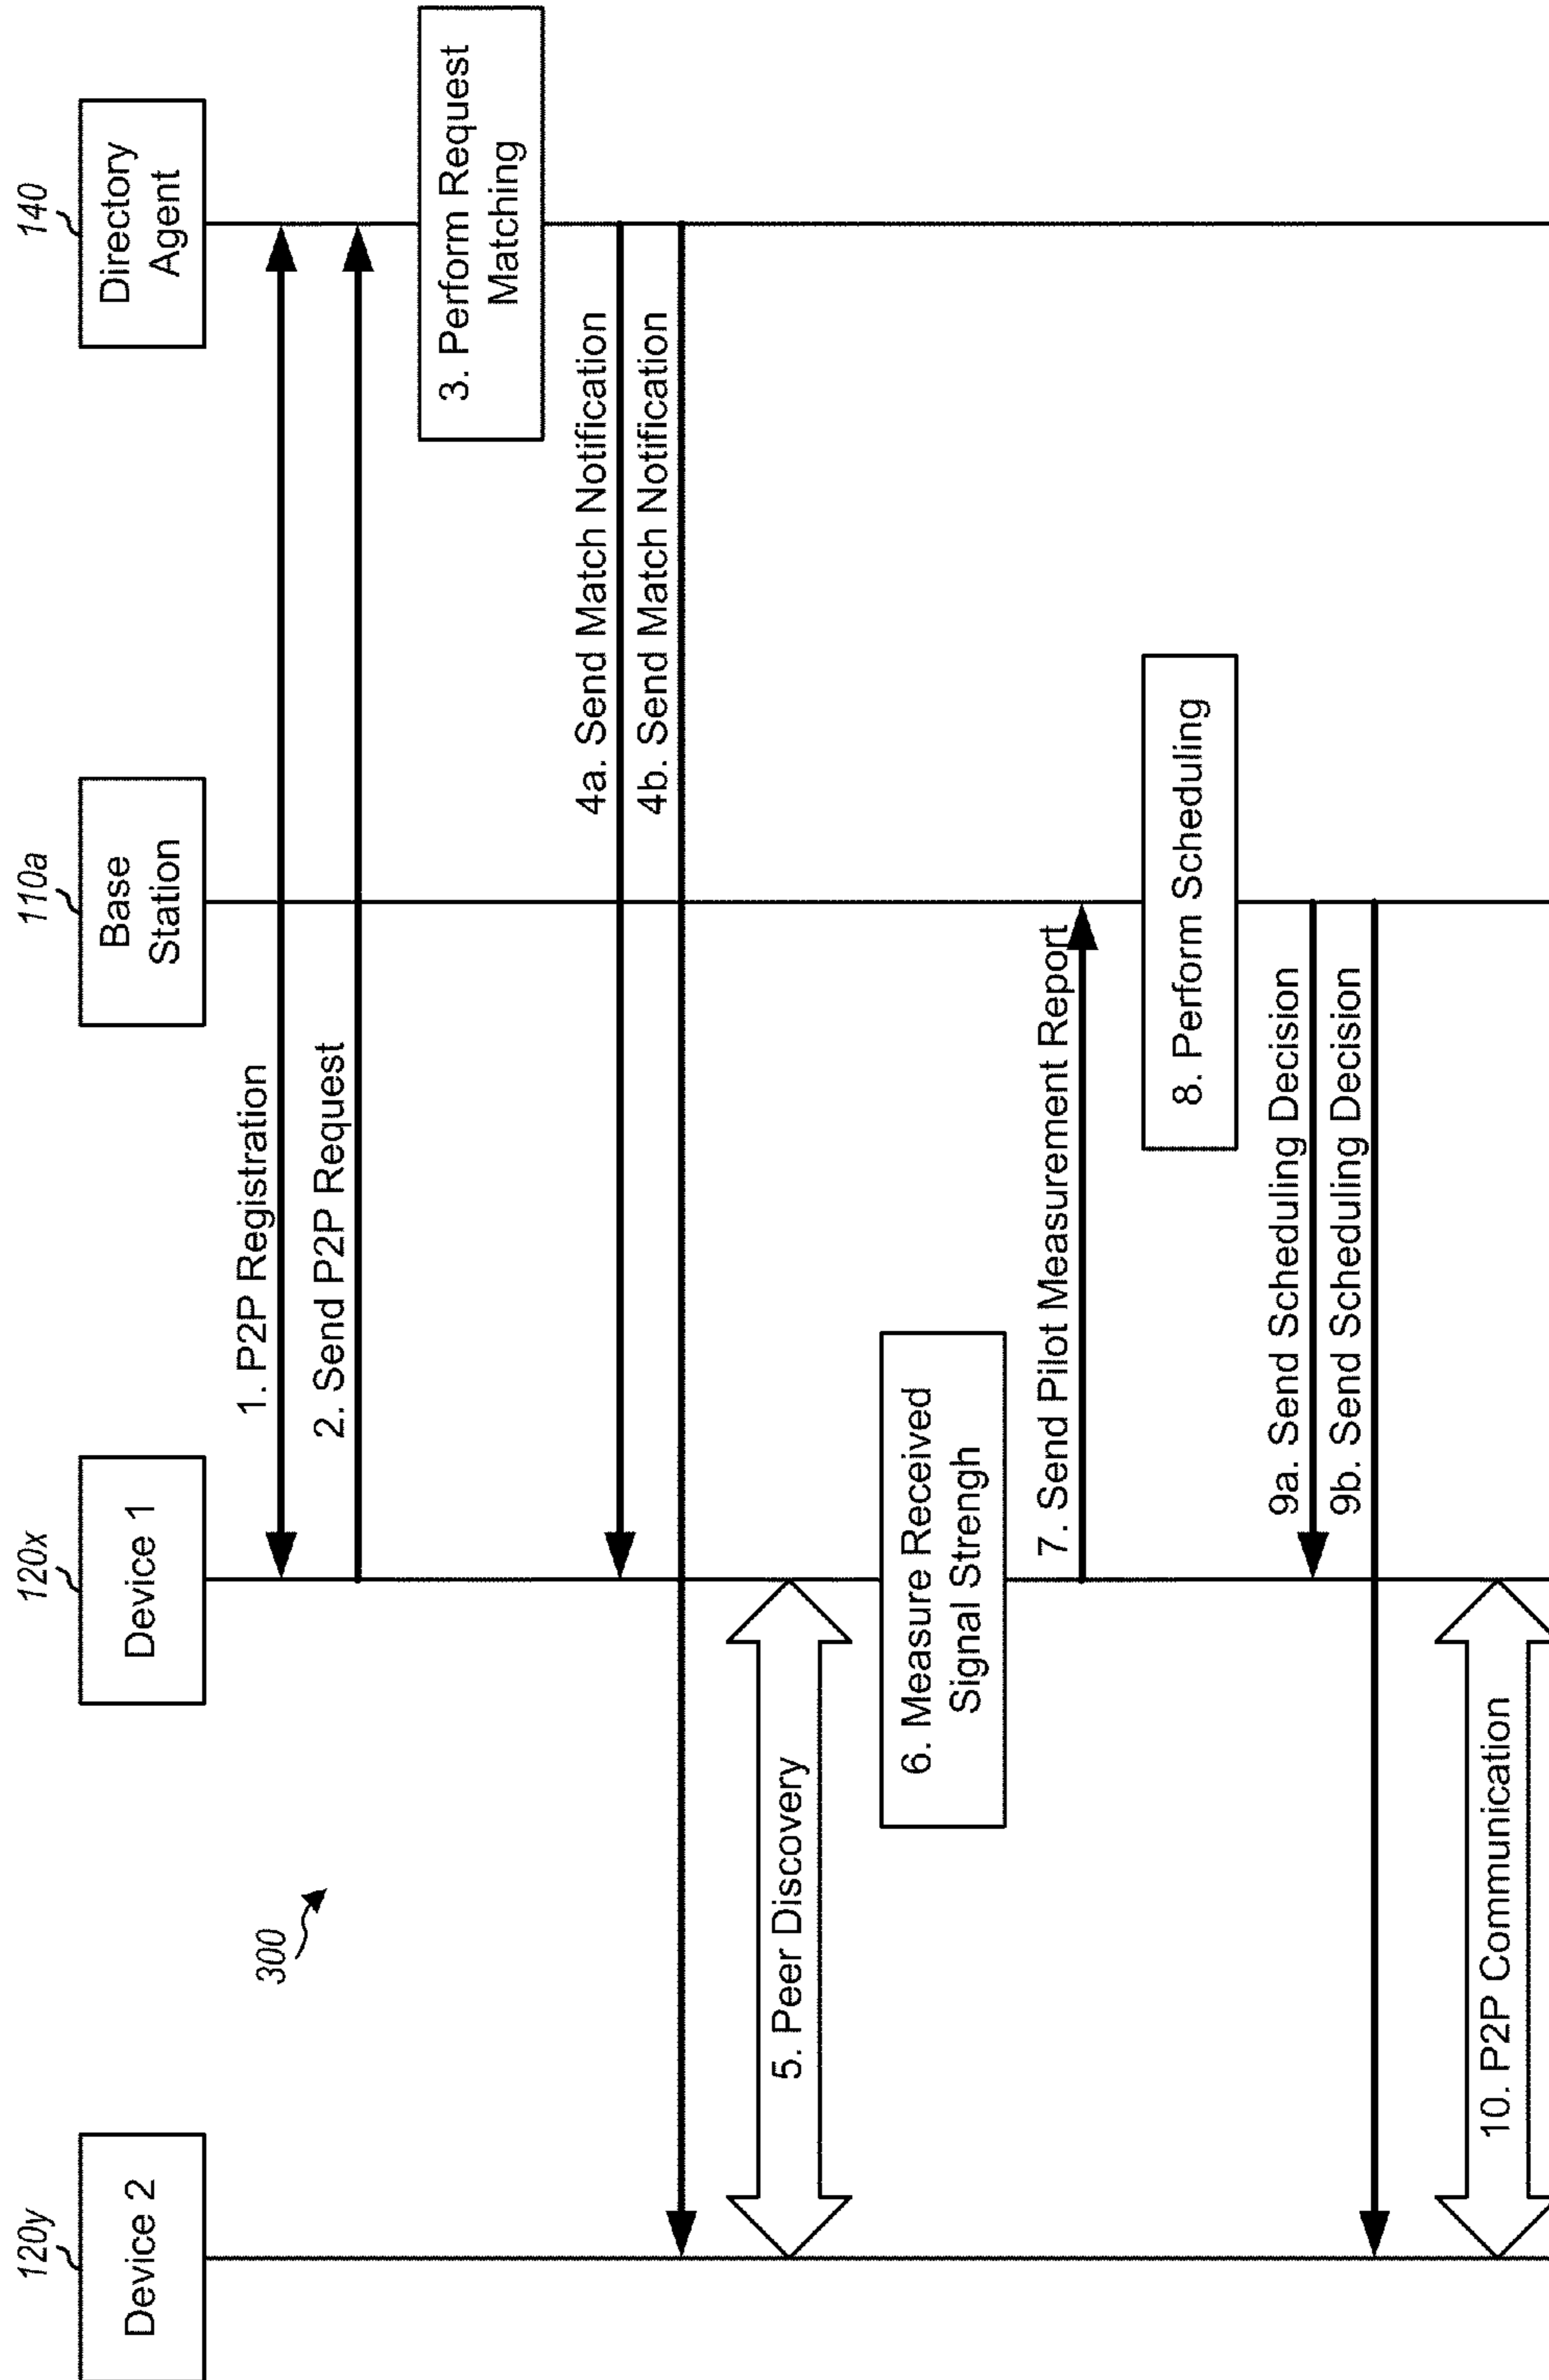 120y
120x
110a
140
Device 2
Device 1
Base
Station
Directory
Agent
300
1. P2P Registration
2. Send P2P Request
3. Perform Request
Matching
4a. Send Match Notification
4b. Send Match Notification
5. Peer Discovery
6. Measure Received
Signal Strengh
7. Send Pilot Measurement Report
8. Perform Scheduling
9a. Send Scheduling Decision
9b. Send Scheduling Decision
10. P2P Communication